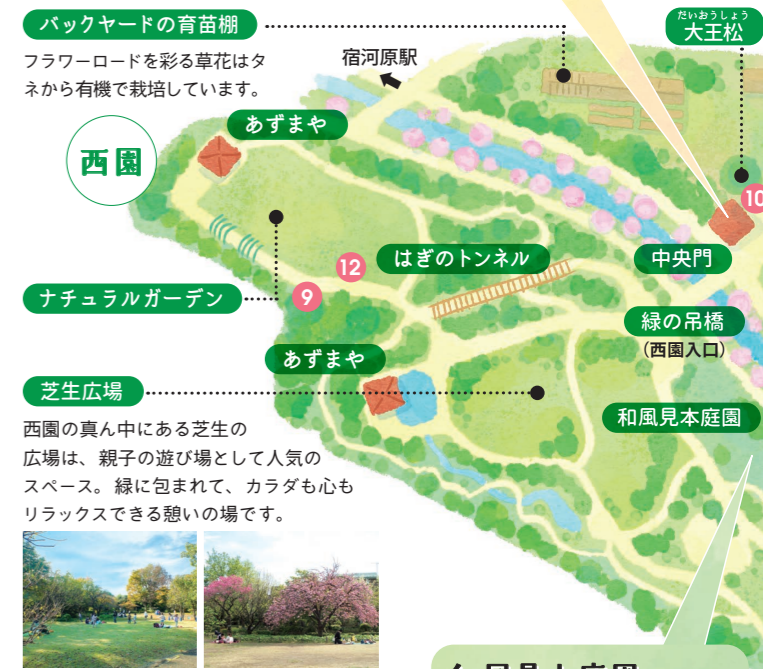 バックヤードの育苗棚
フラワーロードを彩る草花はタ
ネから有機で栽培しています。
宿河原駅
だいおうしょう
大王松
あずまや
西園
10
12
はぎのトンネル
中央門
ナチュラルガーデン
9
緑の吊橋
(西園入口)
あずまや
芝生広場
和風見本庭園
西園の真ん中にある芝生の
広場は、親子の遊び場として人気の
スペース。緑に包まれて、カラダも心も
リラックスできる憩いの場です。